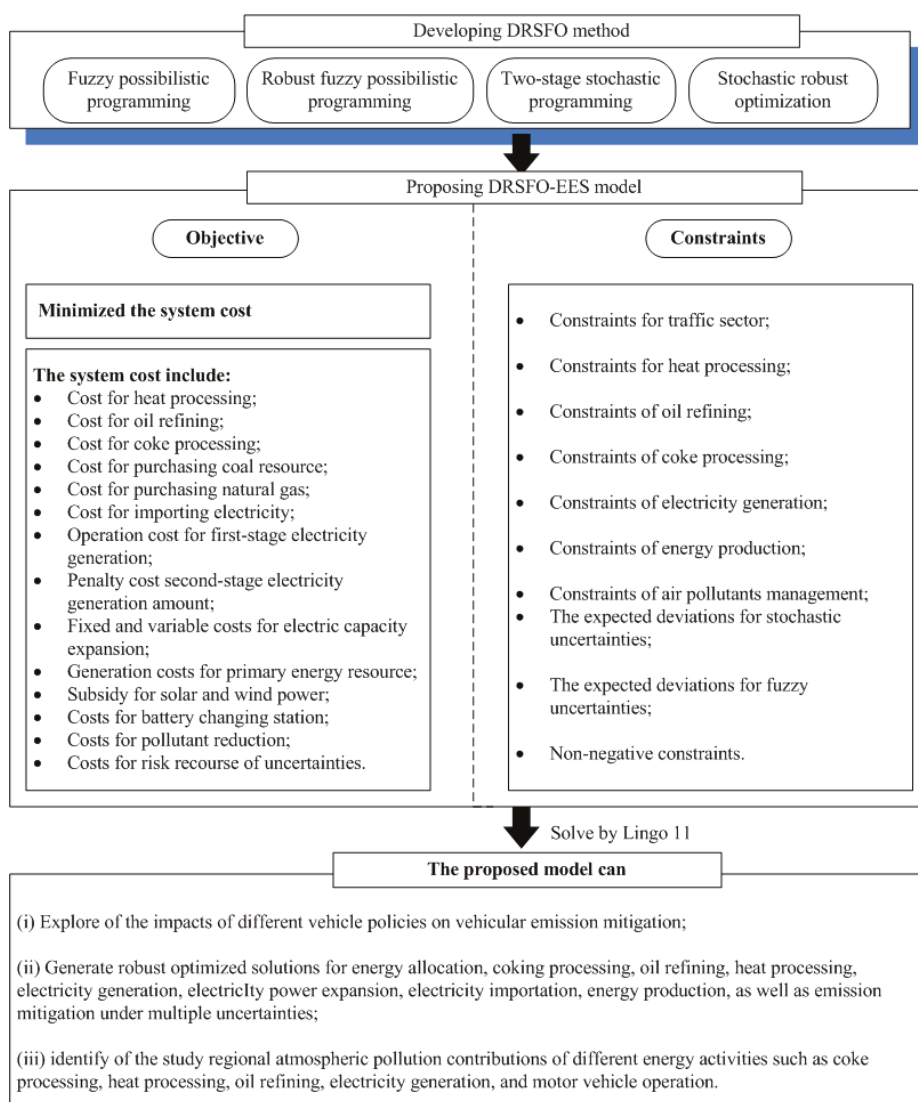 Developing DRSFO method
Fuzzy possibilistic
programming
Robust fuzzy possibilistic
programming
Two-stage stochastic
programming
Stochastic robust
optimization
Proposing DRSFO-EES model
Objective
Minimized the system cost
The system cost include:
• Cost for heat processing;
• Cost for oil refining;
• Cost for coke processing;
• Cost for purchasing coal resource;
• Cost for purchasing natural gas;
• Cost for importing electricity;
• Operation cost for first-stage electricity
generation;
• Penalty cost second-stage electricity
generation amount;
• Fixed and variable costs for electric capacity
expansion;
• Generation costs for primary energy resource;
• Subsidy for solar and wind power;
• Costs for battery changing station;
• Costs for pollutant reduction;
• Costs for risk recourse of uncertainties.
Constraints
• Constraints for traffic sector;
• Constraints for heat processing;
• Constraints of oil refining;
• Constraints of coke processing;
• Constraints of electricity generation;
• Constraints of energy production;
• Constraints of air pollutants management;
• The expected deviations for stochastic
uncertainties;
• The expected deviations for fuzzy
uncertainties;
• Non-negative constraints.
Solve by Lingo 11
The proposed model can
(i) Explore of the impacts of different vehicle policies on vehicular emission mitigation;
(ii) Generate robust optimized solutions for energy allocation, coking processing, oil refining, heat processing,
electricity generation, electricIty power expansion, electricity importation, energy production, as well as emission
mitigation under multiple uncertainties;
(iii) identify of the study regional atmospheric pollution contributions of different energy activities such as coke
processing, heat processing, oil refining, electricity generation, and motor vehicle operation.